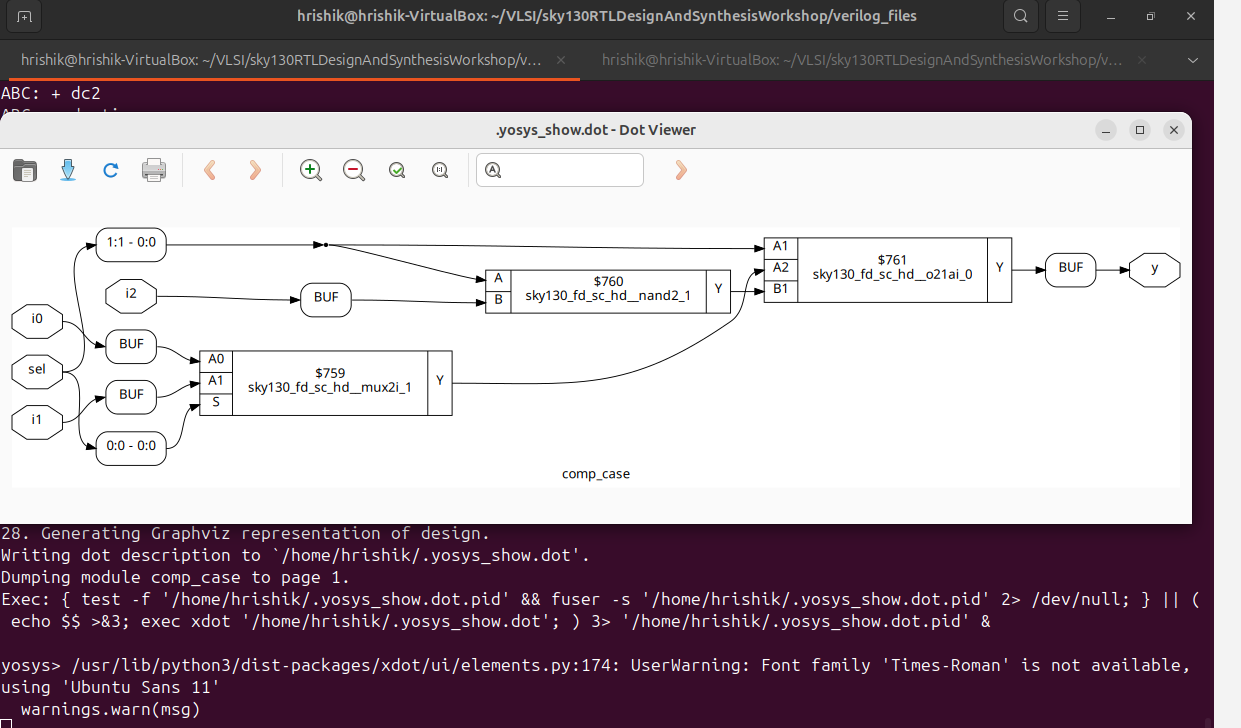 hrishik@hrishik-VirtualBox: ~/VLSI/sky130RTLDesignAndSynthesisWorkshop/verilog_files
hrishik@hrishik-VirtualBox: ~/VLSI/sky130RTLDesignAndSynthesisWorkshop/v...
hrishik@hrishik-VirtualBox: ~/VLSI/sky130RTLDesignAndSynthesisWorkshop/v...
ABC: + dc2
.yosys_show.dot - Dot Viewer
1:1 - 0:0
i2
BUF
i0
BUF
sel
BUF
i1
0:0 - 0:0
A0
A1
S
$759
sky130_fd_sc_hd__mux2i_1
Y
A
B
$760
sky130_fd_sc_hd__nand2_1
Y
A1
A2
B1
$761
sky130_fd_sc_hd__o21ai_0
Y
BUF
y
comp_case
28. Generating Graphviz representation of design.
Writing dot description to `/home/hrishik/.yosys_show.dot'.
Dumping module comp_case to page 1.
Exec: { test -f '/home/hrishik/.yosys_show.dot.pid' && fuser -s '/home/hrishik/.yosys_show.dot.pid' 2> /dev/null; } || (
echo $$ >&3; exec xdot '/home/hrishik/.yosys_show.dot'; ) 3> '/home/hrishik/.yosys_show.dot.pid' &
yosys> /usr/lib/python3/dist-packages/xdot/ui/elements.py:174: UserWarning: Font family 'Times-Roman' is not available,
using 'Ubuntu Sans 11'
warnings.warn(msg)